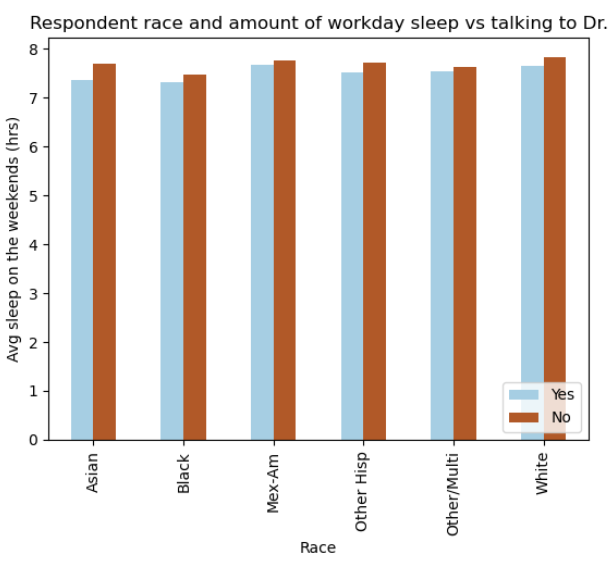 Respondent race and amount of workday sleep vs talking to Dr.
Avg sleep on the weekends (hrs)
8
7
6
5
4
3
2
1
0
Yes
No
Asian
Black
Mex-Am
Other Hisp
Other/Multi
White
Race